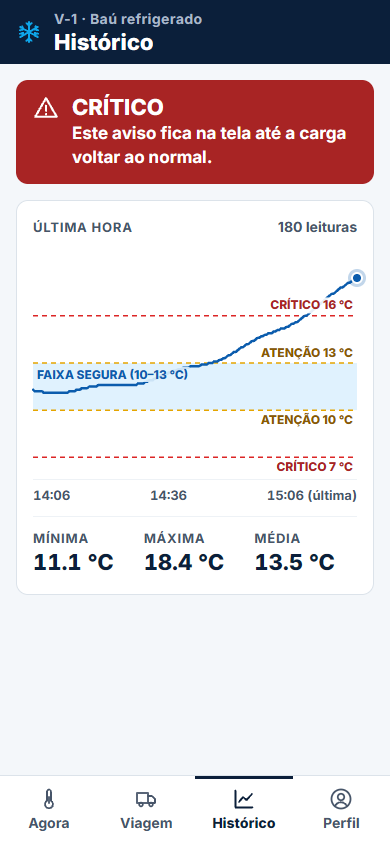 V-1 · Baú refrigerado
Histórico
CRÍTICO
Este aviso fica na tela até a carga
voltar ao normal.
ÚLTIMA HORA
180 leituras
CRÍTICO 16 °C
ATENÇÃO 13 °C
FAIXA SEGURA (10–13 °C)
ATENÇÃO 10 °C
CRÍTICO 7 °C
14:06
14:36
15:06 (última)
MÍNIMA
MÁXIMA
MÉDIA
11.1 °C
18.4 °C
13.5 °C
Agora
Viagem
Histórico
Perfil